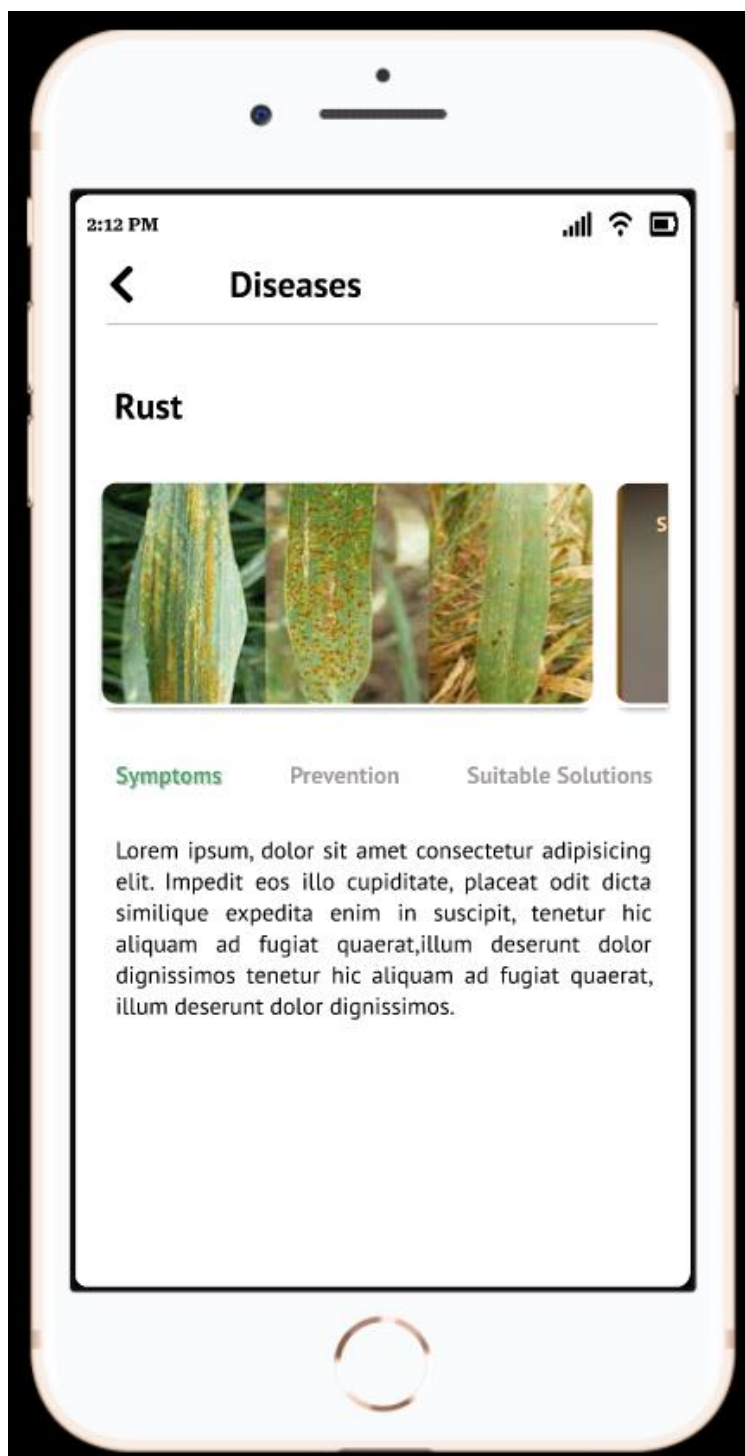 2:12 PM
Diseases
Rust
S
Symptoms Prevention Suitable Solutions
Lorem ipsum, dolor sit amet consectetur adipisicing
elit. Impedit eos illo cupiditate, placeat odit dicta
similique expedita enim in suscipit, tenetur hic
aliquam ad fugiat quaerat,illum deserunt dolor
dignissimos tenetur hic aliquam ad fugiat quaerat,
illum deserunt dolor dignissimos.